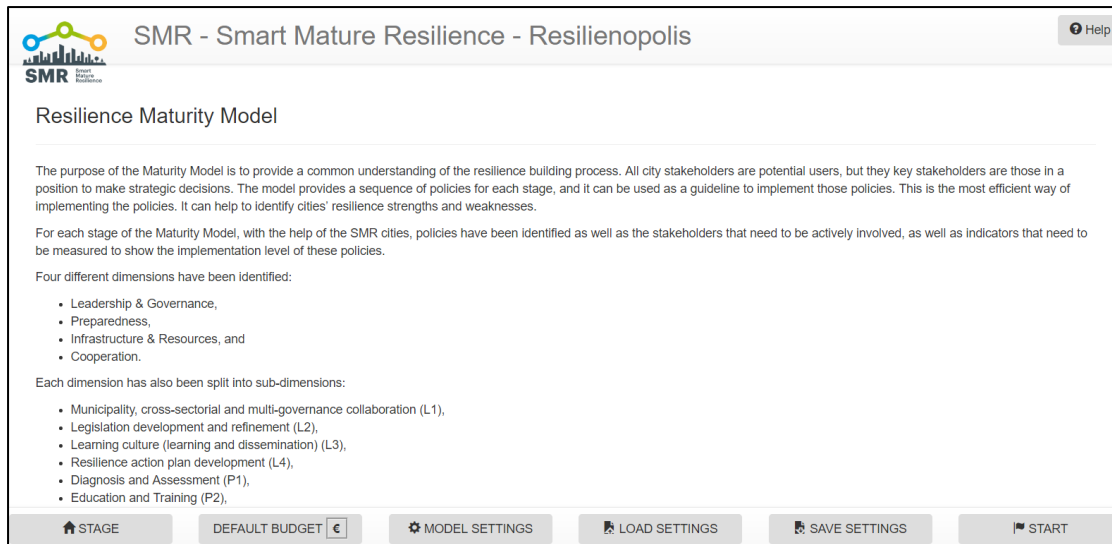 SMR - Smart Mature Resilience - Resilienopolis
Help
SMR Smart Mature Resilience
Resilience Maturity Model
The purpose of the Maturity Model is to provide a common understanding of the resilience building process. All city stakeholders are potential users, but they key stakeholders are those in a
position to make strategic decisions. The model provides a sequence of policies for each stage, and it can be used as a guideline to implement those policies. This is the most efficient way of
implementing the policies. It can help to identify cities' resilience strengths and weaknesses.
For each stage of the Maturity Model, with the help of the SMR cities, policies have been identified as well as the stakeholders that need to be actively involved, as well as indicators that need to
be measured to show the implementation level of these policies.
Four different dimensions have been identified:
• Leadership & Governance,
• Preparedness,
• Infrastructure & Resources, and
• Cooperation.
Each dimension has also been split into sub-dimensions:
• Municipality, cross-sectorial and multi-governance collaboration (L1),
• Legislation development and refinement (L2),
• Learning culture (learning and dissemination) (L3),
• Resilience action plan development (L4),
• Diagnosis and Assessment (P1),
• Education and Training (P2),
STAGE
DEFAULT BUDGET €
MODEL SETTINGS
LOAD SETTINGS
SAVE SETTINGS
START